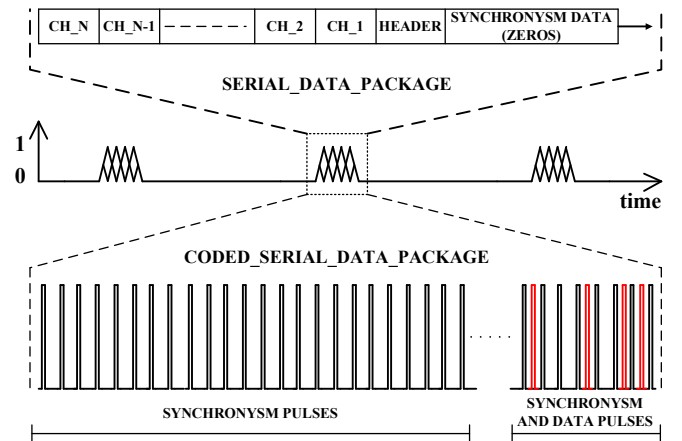 CH_N CH_N-1 CH_2 CH_1 HEADER SYNCHRONYSM DATA
(ZEROS)
SERIAL_DATA_PACKAGE
1
0
time
CODED_SERIAL_DATA_PACKAGE
SYNCHRONYSM PULSES
SYNCHRONYSM
AND DATA PULSES